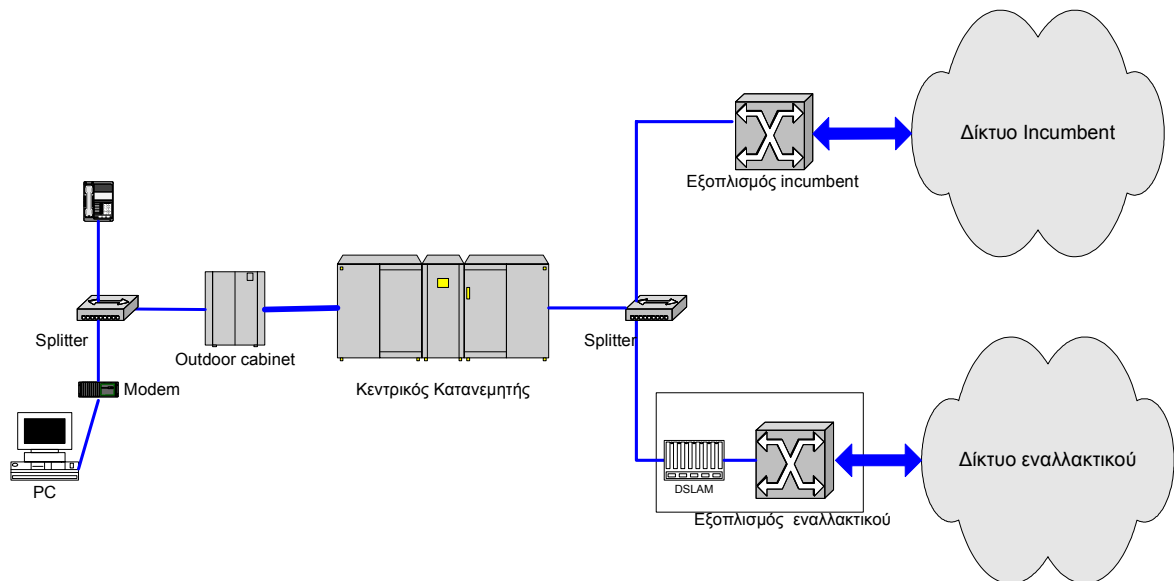 Δίκτυο Incumbent
Εξοπλισμός incumbent
Splitter
Outdoor cabinet
Splitter
Κεντρικός Κατανεμητής
Modem
PC
DSLAM
Δίκτυο εναλλακτικού
Εξοπλισμός εναλλακτικού